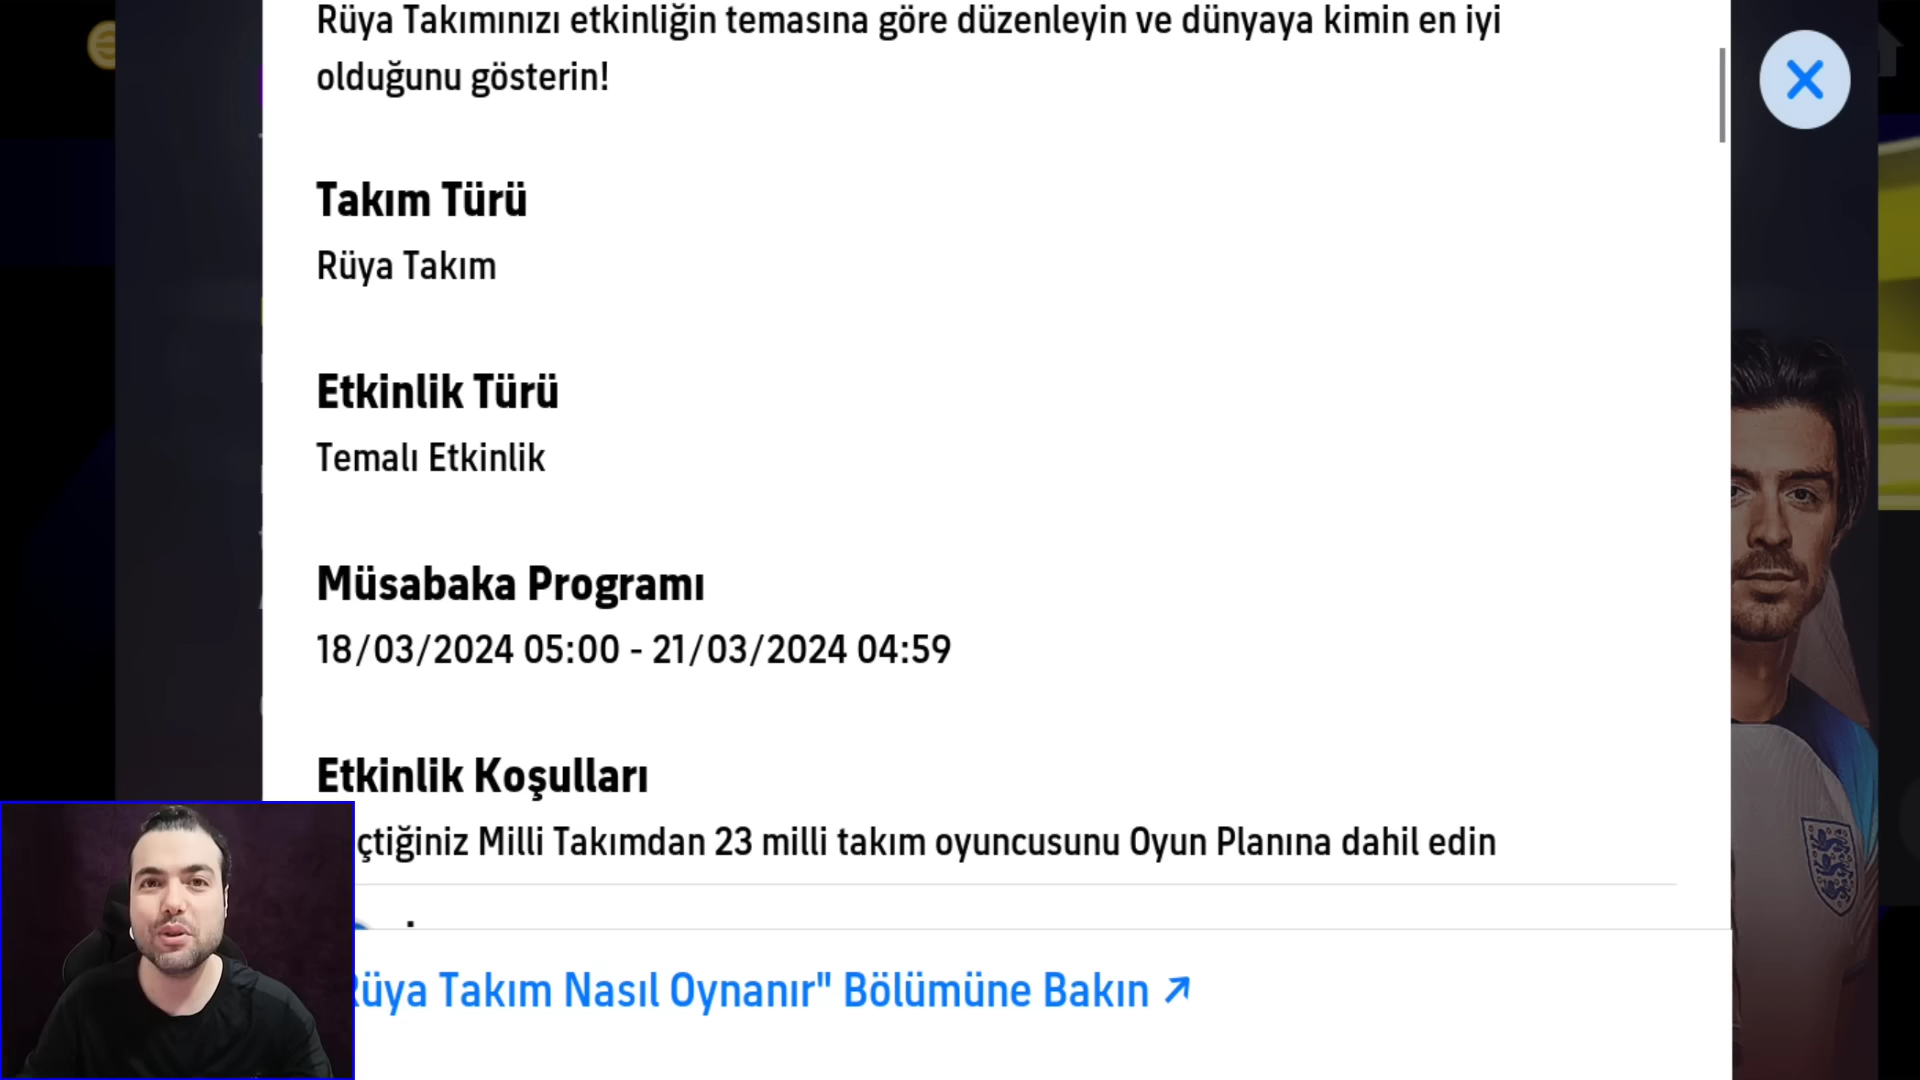 Rüya Takımınızı etkinliğin temasına göre düzenleyin ve dünyaya kimin en iyi
olduğunu gösterin!
Takım Türü
Rüya Takım
Etkinlik Türü
Temalı Etkinlik
Müsabaka Programı
18/03/2024 05:00 - 21/03/2024 04:59
Etkinlik Koşulları
çtiğiniz Milli Takımdan 23 milli takım oyuncusunu Oyun Planına dahil edin
üya Takım Nasıl Oynanır" Bölümüne Bakın ↗